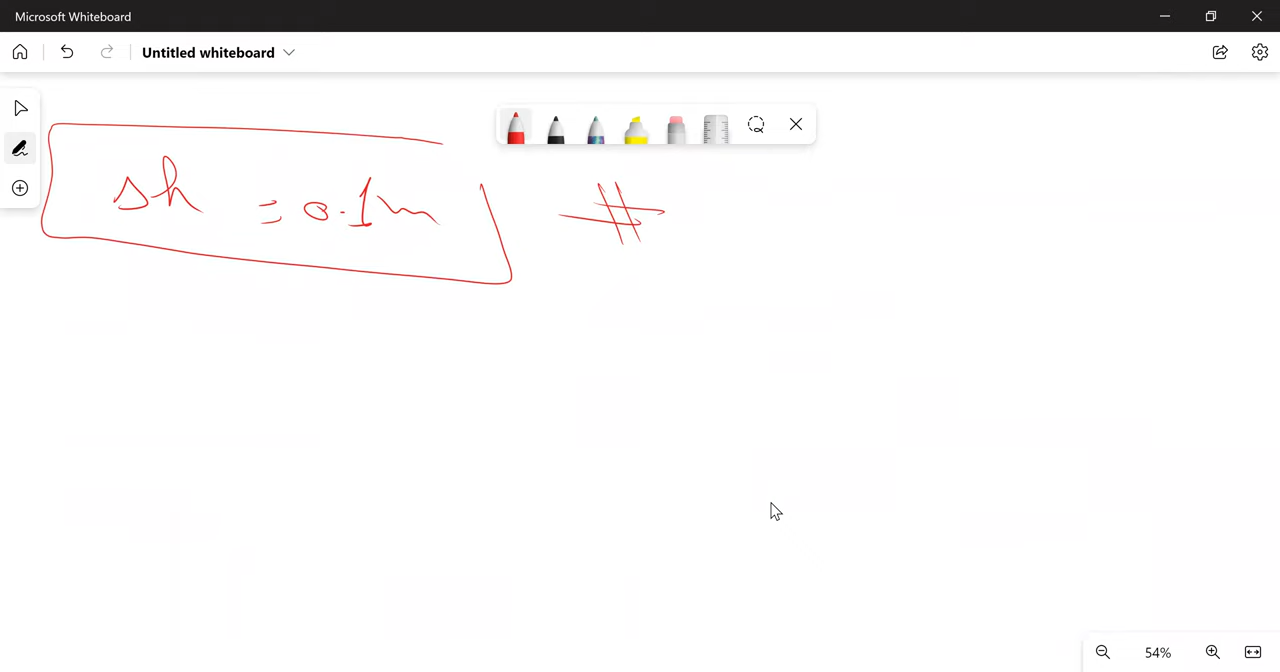 Microsoft Whiteboard
Untitled whiteboard
Δh = 0.1m #
54%